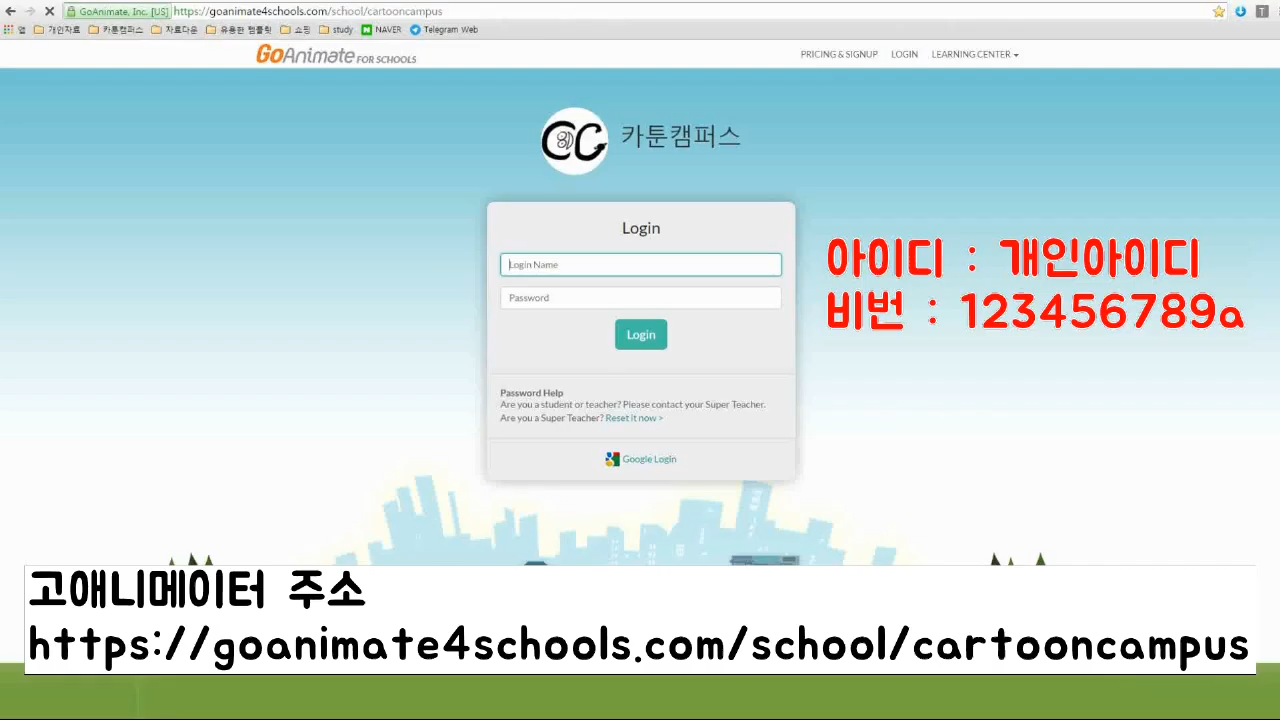 GoAnimate, Inc. [US] https://goanimate4schools.com/school/cartooncampus
앱 개인자료 카툰캠퍼스 자료다운 유용한 템플릿 쇼핑 study NAVER Telegram Web
GoAnimate FOR SCHOOLS PRICING & SIGNUP LOGIN LEARNING CENTER
CC 카툰캠퍼스
Login
Login Name
Password
Login
아이디 : 개인아이디
비번 : 123456789a
Password Help
Are you a student or teacher? Please contact your Super Teacher.
Are you a Super Teacher? Reset it now >
Google Login
고애니메이터 주소
https://goanimate4schools.com/school/cartooncampus